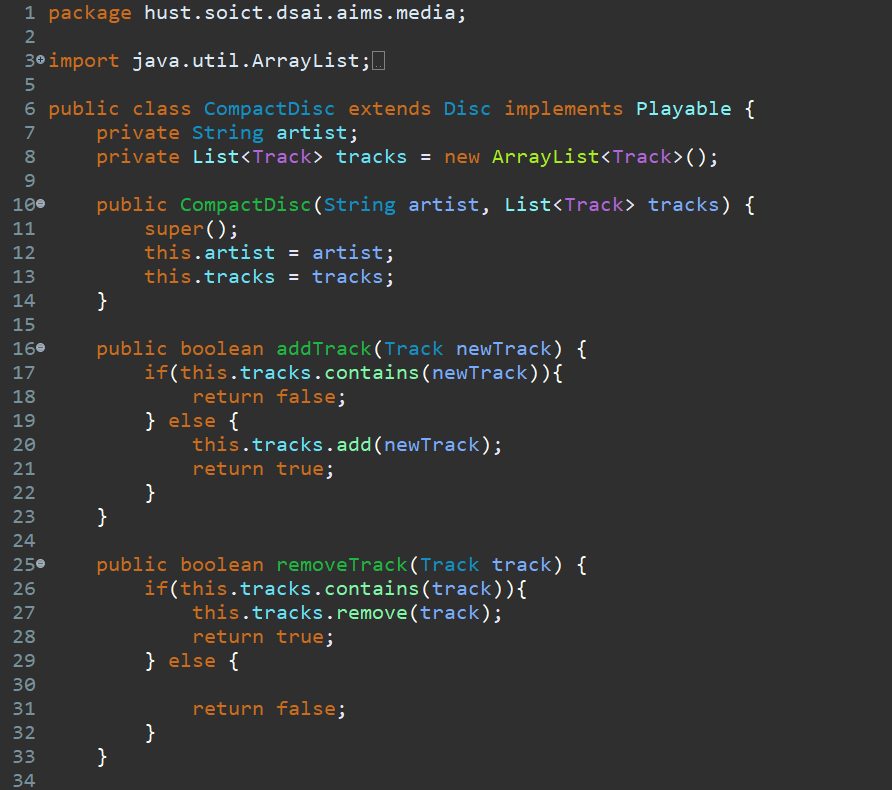 1 package hust.soict.dsai.aims.media;
2
3 import java.util.ArrayList;
5
6 public class CompactDisc extends Disc implements Playable {
7     private String artist;
8     private List<Track> tracks = new ArrayList<Track>();
9
10     public CompactDisc(String artist, List<Track> tracks) {
11         super();
12         this.artist = artist;
13         this.tracks = tracks;
14     }
15
16     public boolean addTrack(Track newTrack) {
17         if(this.tracks.contains(newTrack)){
18             return false;
19         } else {
20             this.tracks.add(newTrack);
21             return true;
22         }
23     }
24
25     public boolean removeTrack(Track track) {
26         if(this.tracks.contains(track)){
27             this.tracks.remove(track);
28             return true;
29         } else {
30
31             return false;
32         }
33     }
34